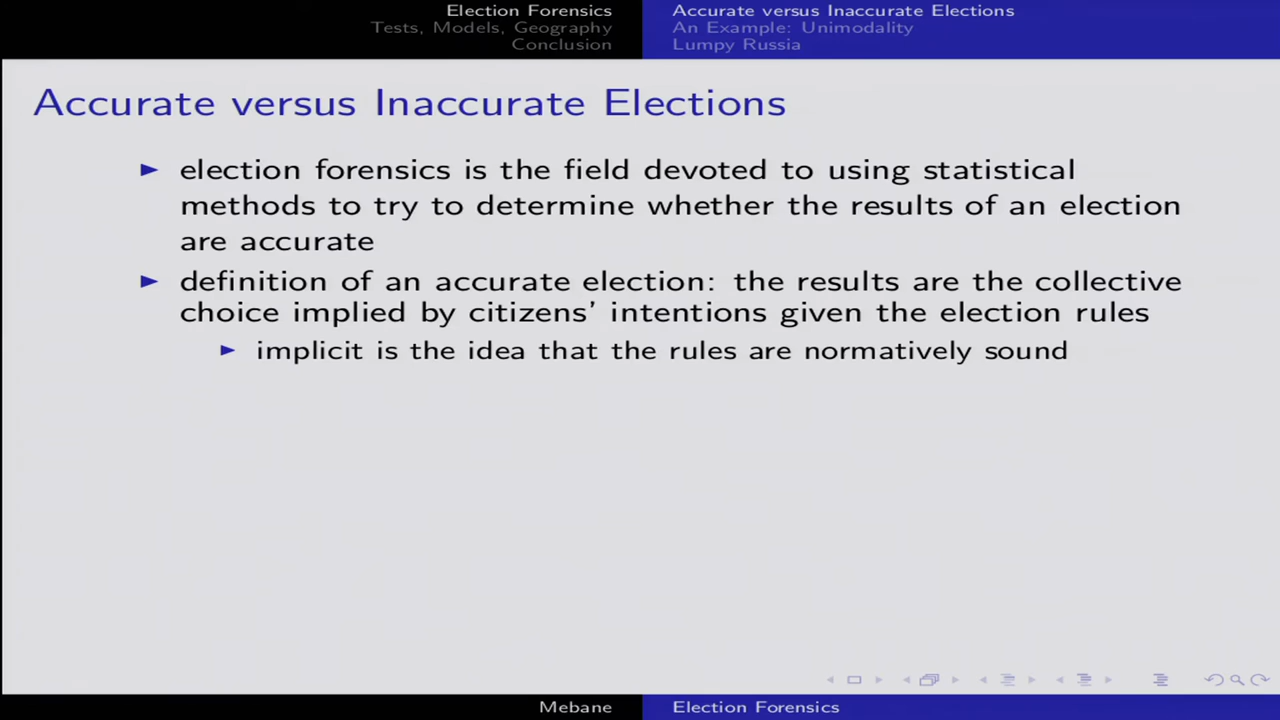 Election Forensics
Tests, Models, Geography
Conclusion
Accurate versus Inaccurate Elections
An Example: Unimodality
Lumpy Russia
Accurate versus Inaccurate Elections
election forensics is the field devoted to using statistical
methods to try to determine whether the results of an election
are accurate
definition of an accurate election: the results are the collective
choice implied by citizens' intentions given the election rules
implicit is the idea that the rules are normatively sound
Mebane
Election Forensics